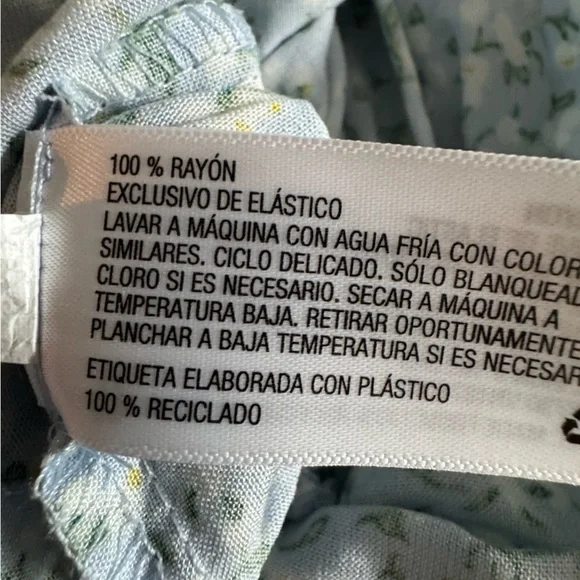 100 % RAYÓN
EXCLUSIVO DE ELÁSTICO
LAVAR A MÁQUINA CON AGUA FRÍA CON COLOR
SIMILARES. CICLO DELICADO. SÓLO BLANQUEAD
CLORO SI ES NECESARIO. SECAR A MÁQUINA A
TEMPERATURA BAJA. RETIRAR OPORTUNAMENTE
PLANCHAR A BAJA TEMPERATURA SI ES NECESAR
ETIQUETA ELABORADA CON PLÁSTICO
100 % RECICLADO